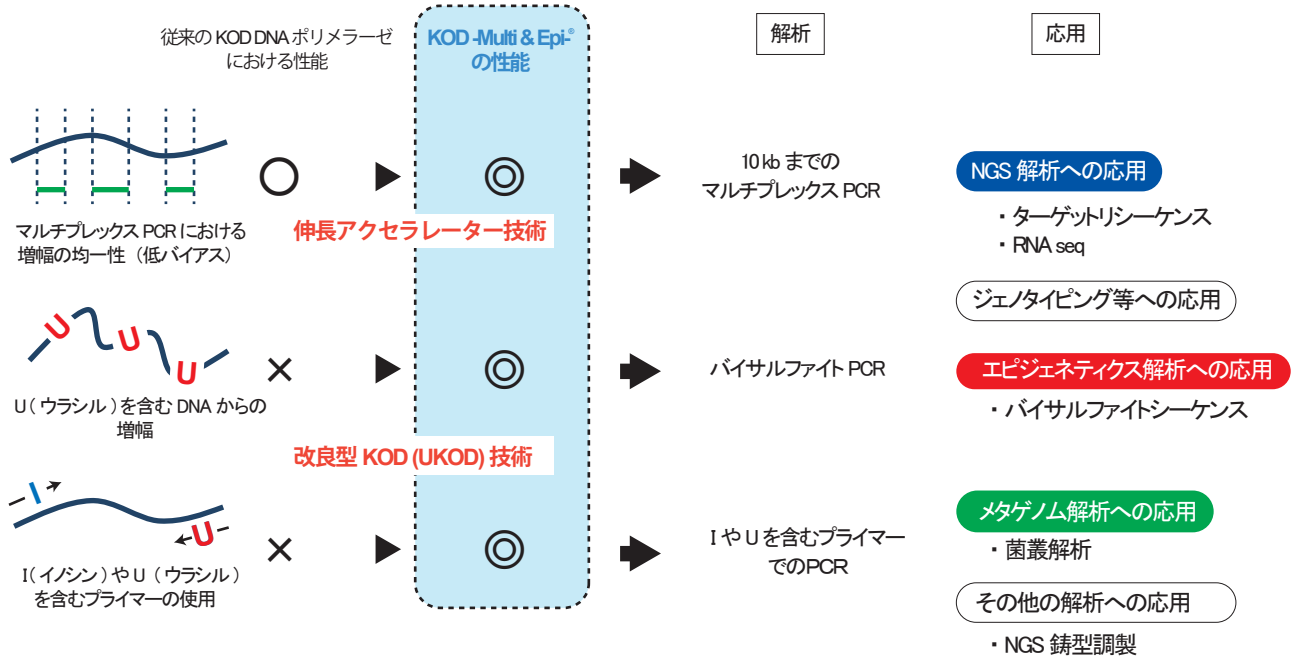 従来の KOD DNA ポリメラーゼ
における性能
KOD -Multi & Epi-®
の性能
解析
応用
マルチプレックス PCR における
増幅の均一性（低バイアス）
○
◎
伸長アクセラレーター技術
10 kb までの
マルチプレックス PCR
NGS 解析への応用
・ターゲットリシーケンス
・RNA seq
ジェノタイピング等への応用
U
U
U
U（ウラシル）を含む DNA からの
増幅
×
◎
バイサルファイト PCR
エピジェネティクス解析への応用
・バイサルファイトシーケンス
改良型 KOD (UKOD) 技術
I
U
I（イノシン）や U （ウラシル）
を含むプライマーの使用
×
◎
I や U を含むプライマー
でのPCR
メタゲノム解析への応用
・菌叢解析
その他の解析への応用
・NGS 鋳型調製